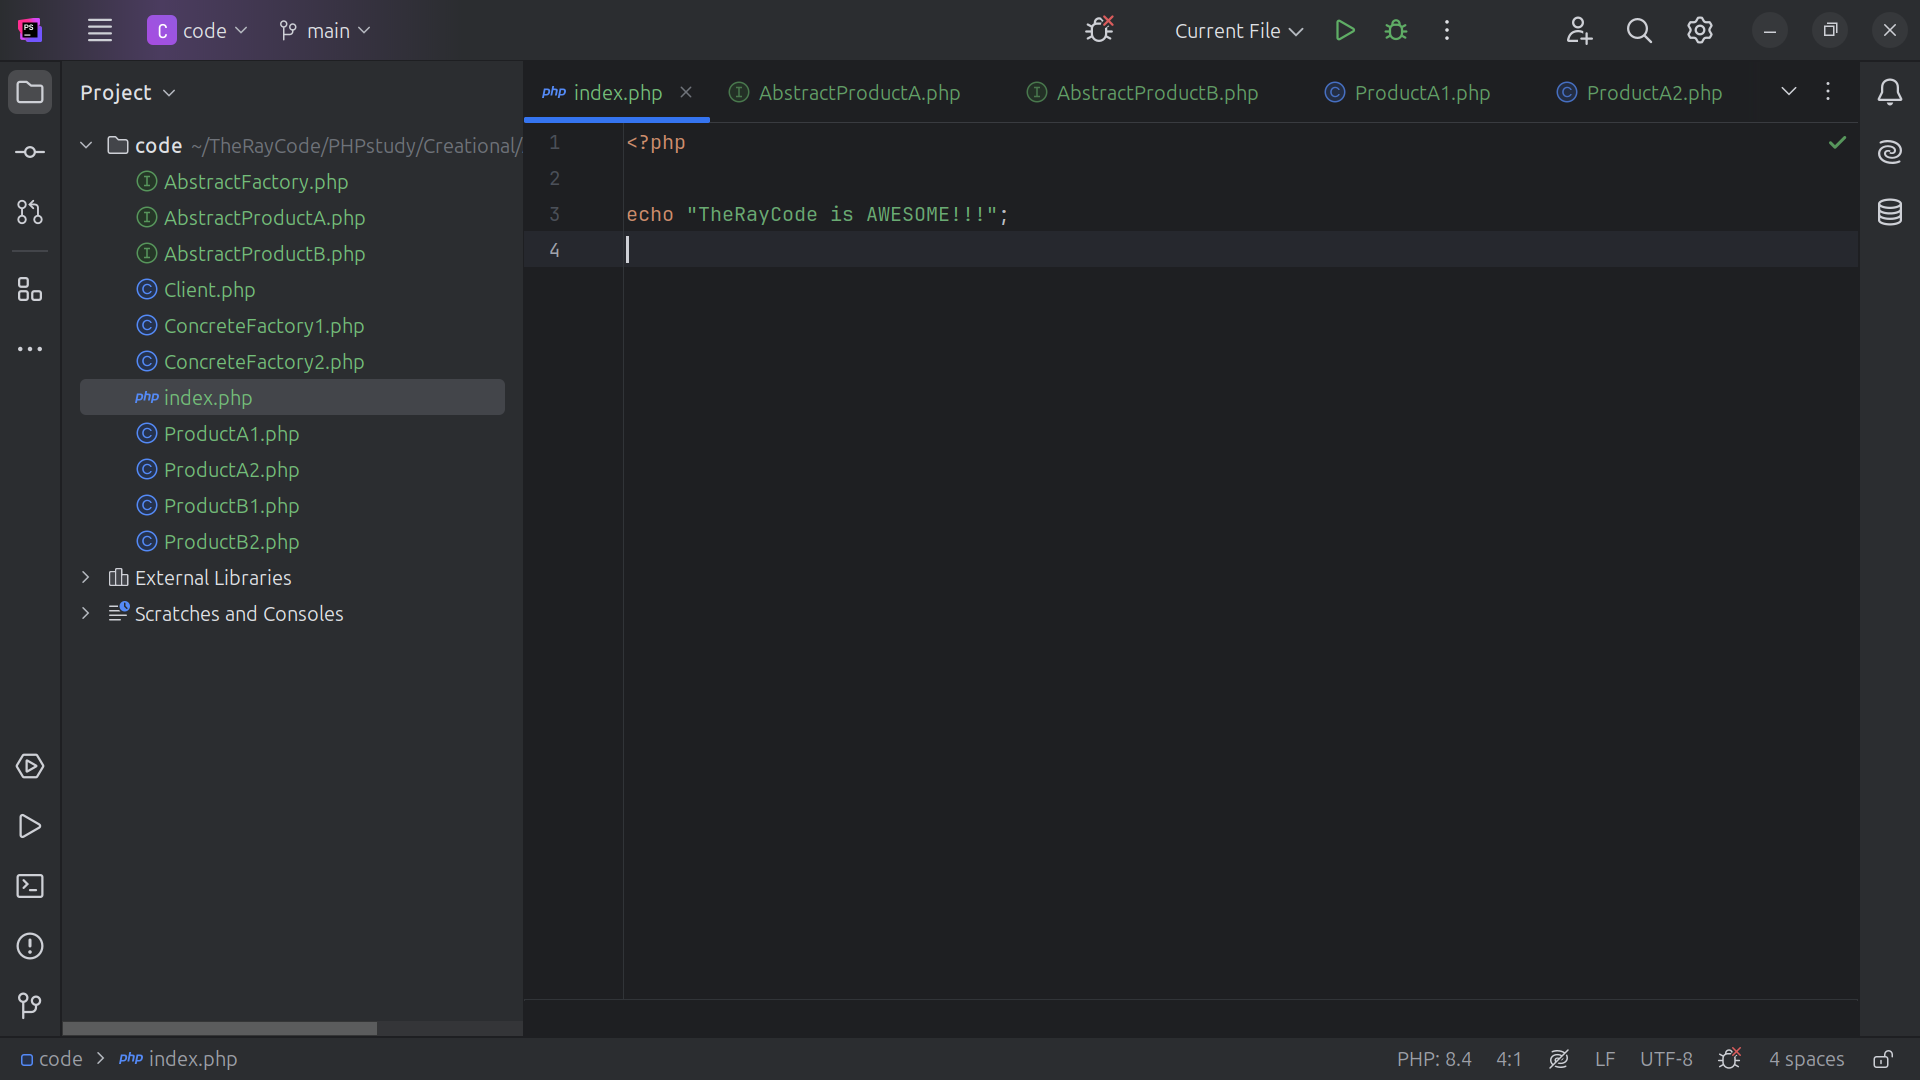 PS
C code
main
Current File
Project
index.php
AbstractProductA.php
AbstractProductB.php
ProductA1.php
ProductA2.php
code ~/TheRayCode/PHPstudy/Creational/
AbstractFactory.php
AbstractProductA.php
AbstractProductB.php
Client.php
ConcreteFactory1.php
ConcreteFactory2.php
php index.php
ProductA1.php
ProductA2.php
ProductB1.php
ProductB2.php
External Libraries
Scratches and Consoles
1 <?php
2
3 echo "TheRayCode is AWESOME!!!";
4
code > php index.php
PHP: 8.4 4:1 LF UTF-8 4 spaces